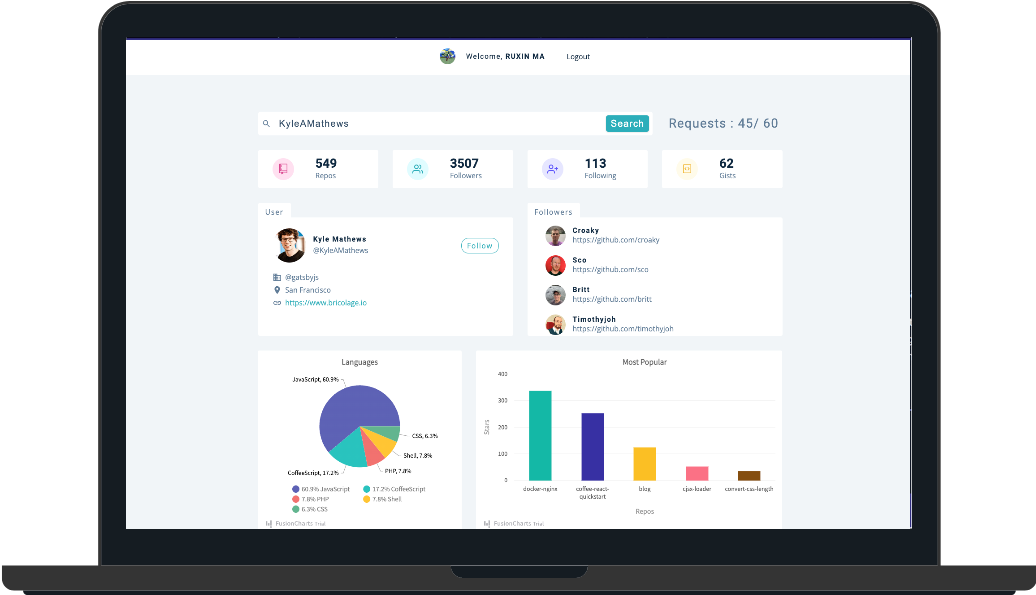 Welcome, RUXIN MA
Logout
KyleAMathews
Search
Requests : 45/ 60
549
Repos
3507
Followers
113
Following
62
Gists
User
Kyle Mathews
@KyleAMathews
Follow
@gatsbyjs
San Francisco
https://www.bricolage.io
Followers
Croaky
https://github.com/croaky
Sco
https://github.com/sco
Britt
https://github.com/britt
Timothyjoh
https://github.com/timothyjoh
Languages
JavaScript, 60.9%
CSS, 6.3%
Shell, 7.8%
PHP, 7.8%
CoffeeScript, 17.2%
60.9% JavaScript
17.2% CoffeeScript
7.8% PHP
7.8% Shell
6.3% CSS
FusionCharts Trial
Most Popular
400
300
200
100
0
Stars
docker-nginx
coffee-react-
quickstart
blog
cjsx-loader
convert-css-length
Repos
FusionCharts Trial